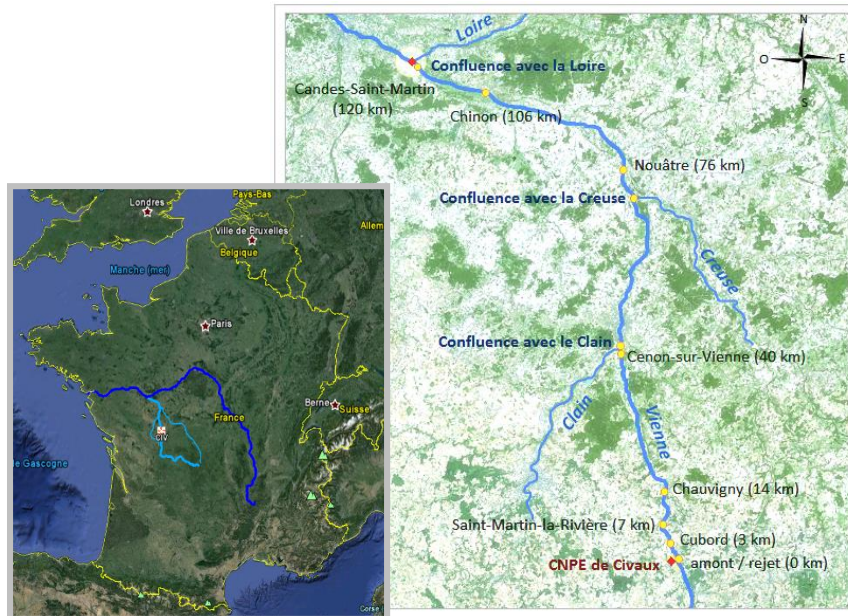 Loire
N
O
E
S
Confluence avec la Loire
Candes-Saint-Martin
(120 km)
Chinon (106 km)
Nouâtre (76 km)
Confluence avec la Creuse
Creuse
Confluence avec le Clain
Cenon-sur-Vienne (40 km)
Clain
Vienne
Chauvigny (14 km)
Saint-Martin-la-Rivière (7 km)
Cubord (3 km)
CNPE de Civaux
amont / rejet (0 km)
Londres
Pays-Bas
Ville de Bruxelles
Allem
Belgique
Manche (mer)
Paris
France
Berne
Suisse
CIV
de Gascogne
Corse